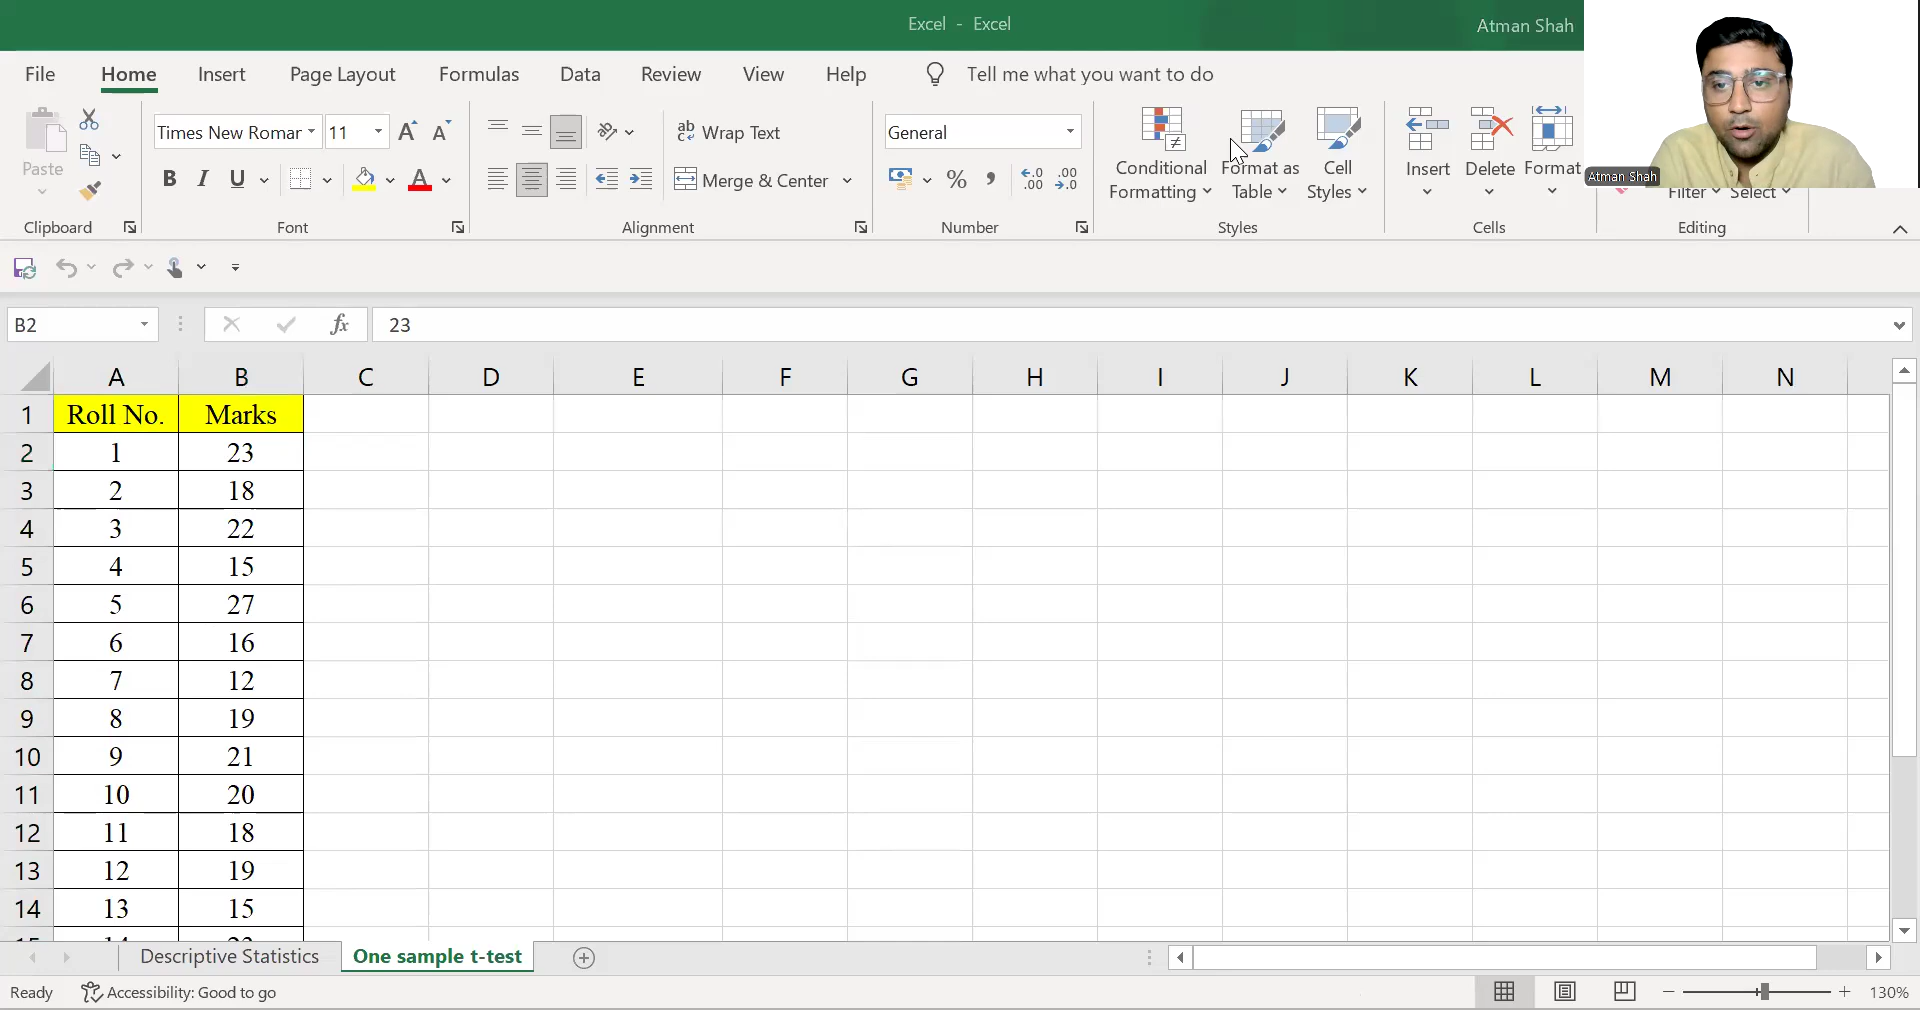 Excel - Excel
Atman Shah
File Home Insert Page Layout Formulas Data Review View Help Tell me what you want to do
Paste
Times New Roman 11
B I U
ab Wrap Text
Merge & Center
General
% ,
Conditional Formatting
Format as Table
Cell Styles
Insert Delete Format
Filter Select
Atman Shah
Clipboard Font Alignment Number Styles Cells Editing
B2 fx 23
A B C D E F G H I J K L M N
1 Roll No. Marks
2 1 23
3 2 18
4 3 22
5 4 15
6 5 27
7 6 16
8 7 12
9 8 19
10 9 21
11 10 20
12 11 18
13 12 19
14 13 15
Descriptive Statistics One sample t-test
Ready Accessibility: Good to go 130%